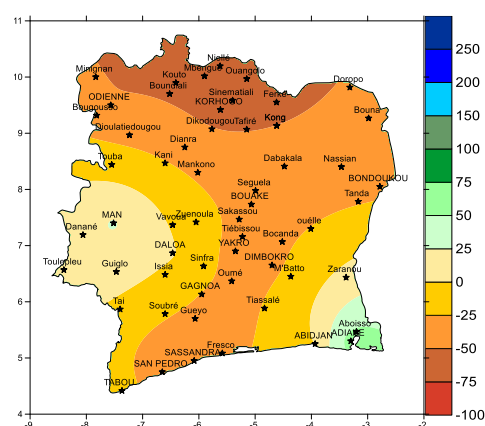 11
Niellé
Mbengué
Minignan
Ouangolo
Kouto
10
Doropo
Boundiali
Sinematiali
Ferké
ODIENNE
KORHOGO
Bougousso
Bouna
Dikodougou Tafiré
Kong
Dioulatiedougou
9
Dianra
Touba
Kani
Mankono
Dabakala
Nassian
BONDOUKOU
Seguela
8
BOUAKE
Tanda
MAN
Vavoua
Zuenoula
Sakassou
ouélle
Danané
Tiébissou
Bocanda
7
DALOA
YAKRO
Toulepleu
Guiglo
Issia
Sinfra
DIMBOKRO
M'Batto
Zaranou
Oumé
GAGNOA
6
Tai
Soubré
Gueyo
Tiassalé
Aboisso
ABIDJAN
ADIAKE
Fresco
SASSANDRA
5
SAN PEDRO
TABOU
4
-9
-8
-7
-6
-5
-4
-3
-2
250
200
150
100
75
50
25
0
-25
-50
-75
-100